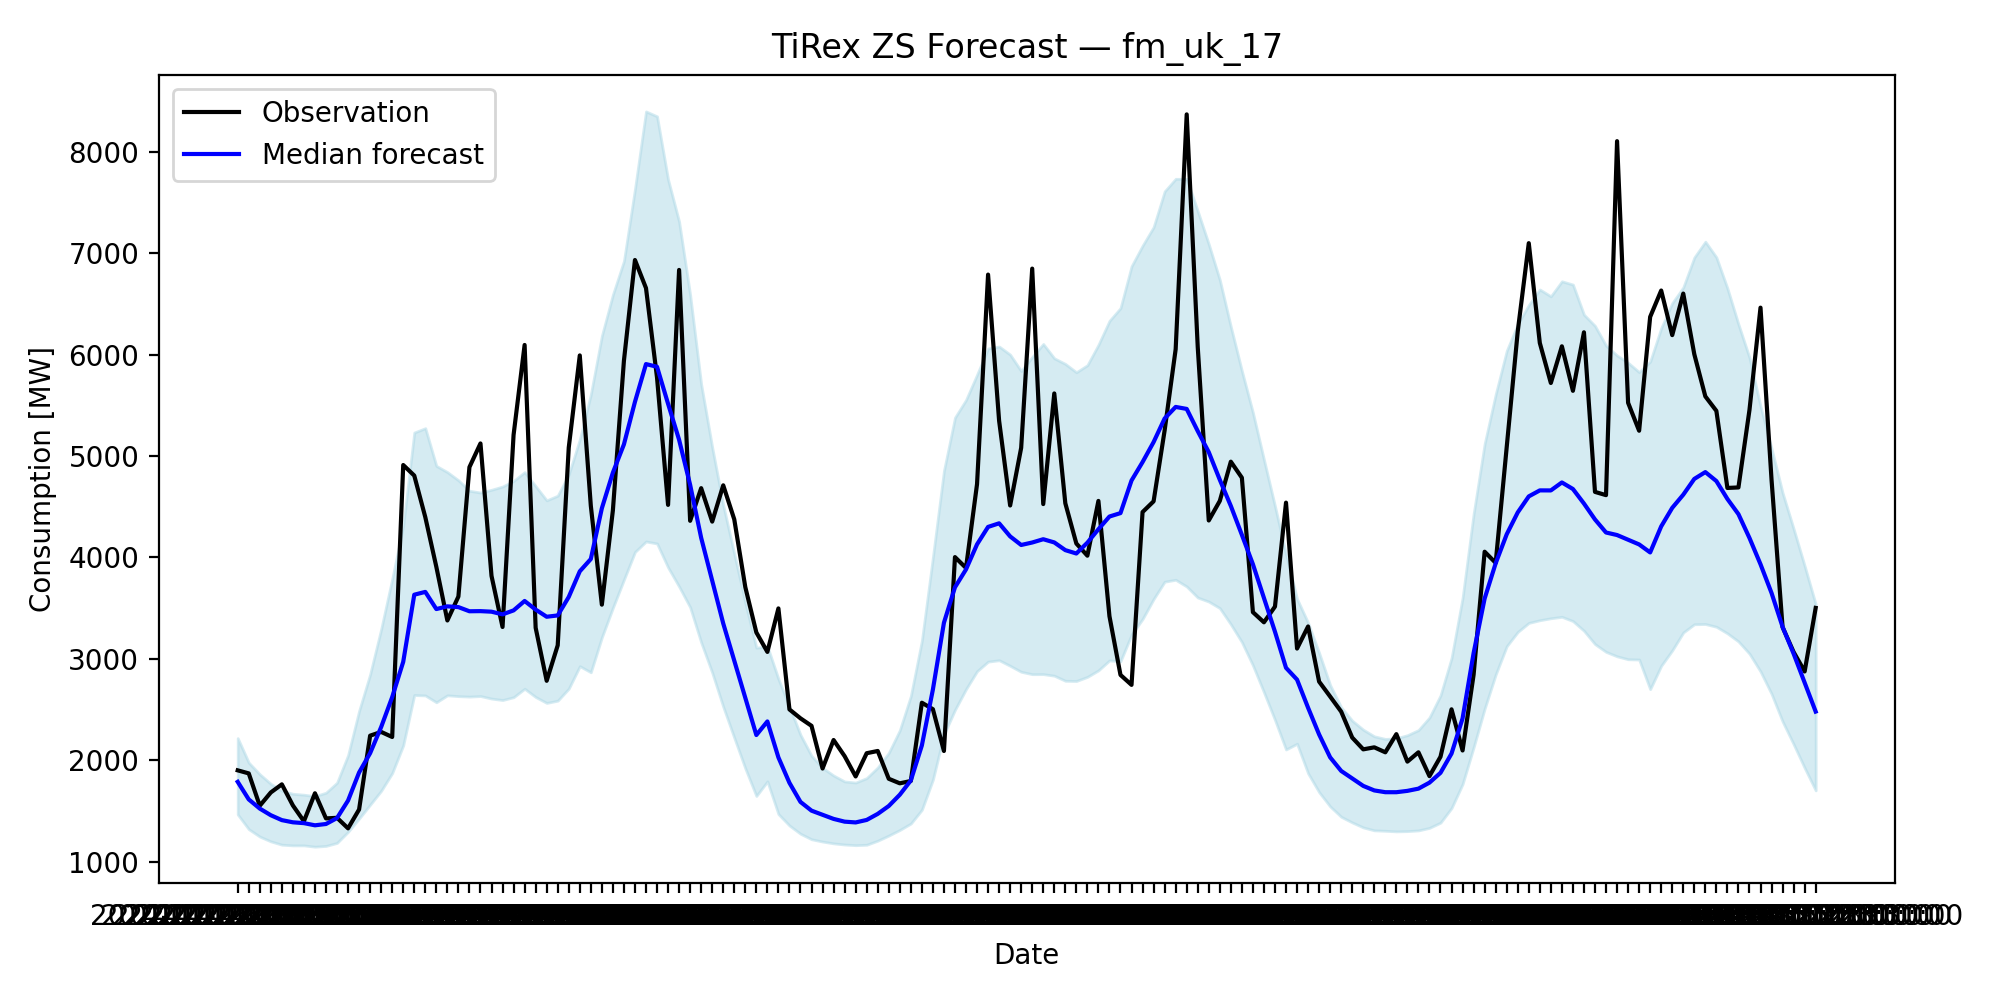 TiRex ZS Forecast — fm_uk_17
Observation
Median forecast
8000
7000
6000
5000
4000
3000
2000
1000
Consumption [MW]
Date